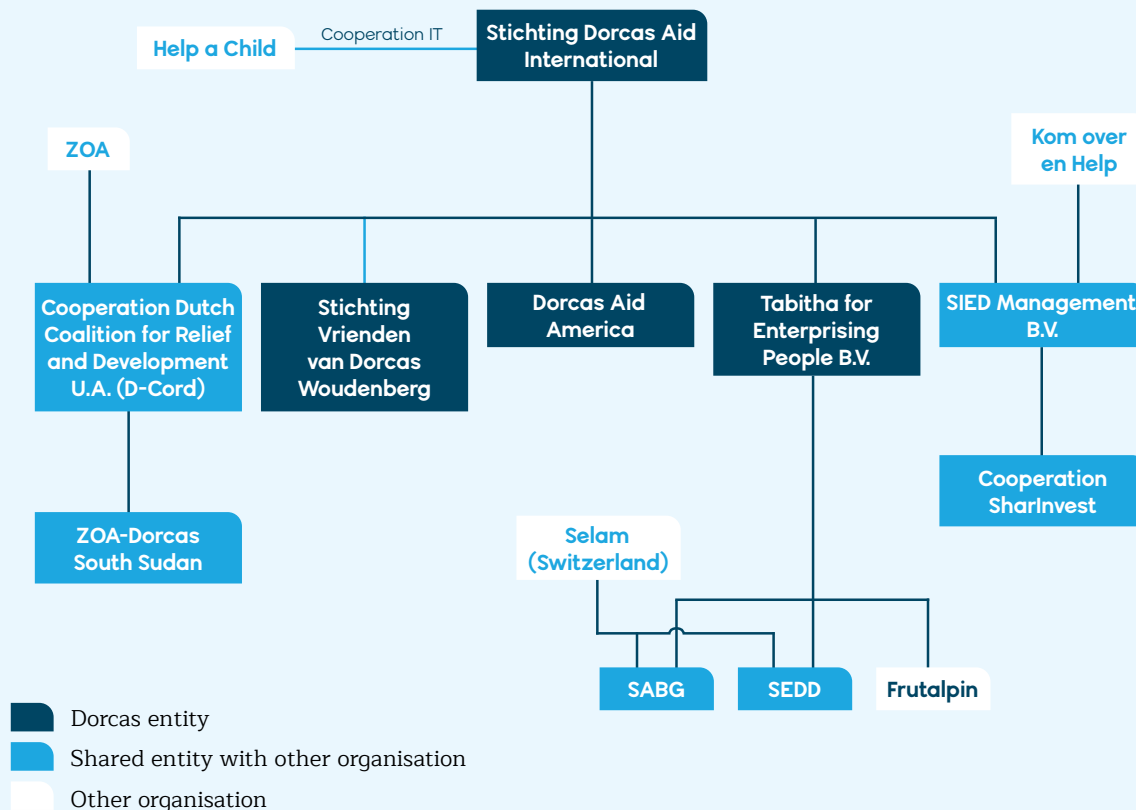 Help a Child
Cooperation IT
Stichting Dorcas Aid
International
ZOA
Kom over
en Help
Cooperation Dutch
Coalition for Relief
and Development
U.A. (D-Cord)
Stichting
Vrienden
van Dorcas
Woudenberg
Dorcas Aid
America
Tabitha for
Enterprising
People B.V.
SIED Management
B.V.
Cooperation
SharInvest
ZOA-Dorcas
South Sudan
Selam
(Switzerland)
SABG
SEDD
Frutalpin
Dorcas entity
Shared entity with other organisation
Other organisation